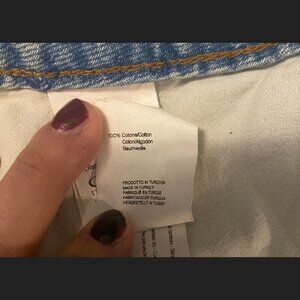 100% Cotone/Cotton
Coton/Algodón
Baumwolle
PRODOTTO IN TURCHIA
MADE IN TURKEY
FABRIQUÉ EN TURQUIE
FABRICADO EN TURQUIA
HERGESTELLT IN TÜRKEI